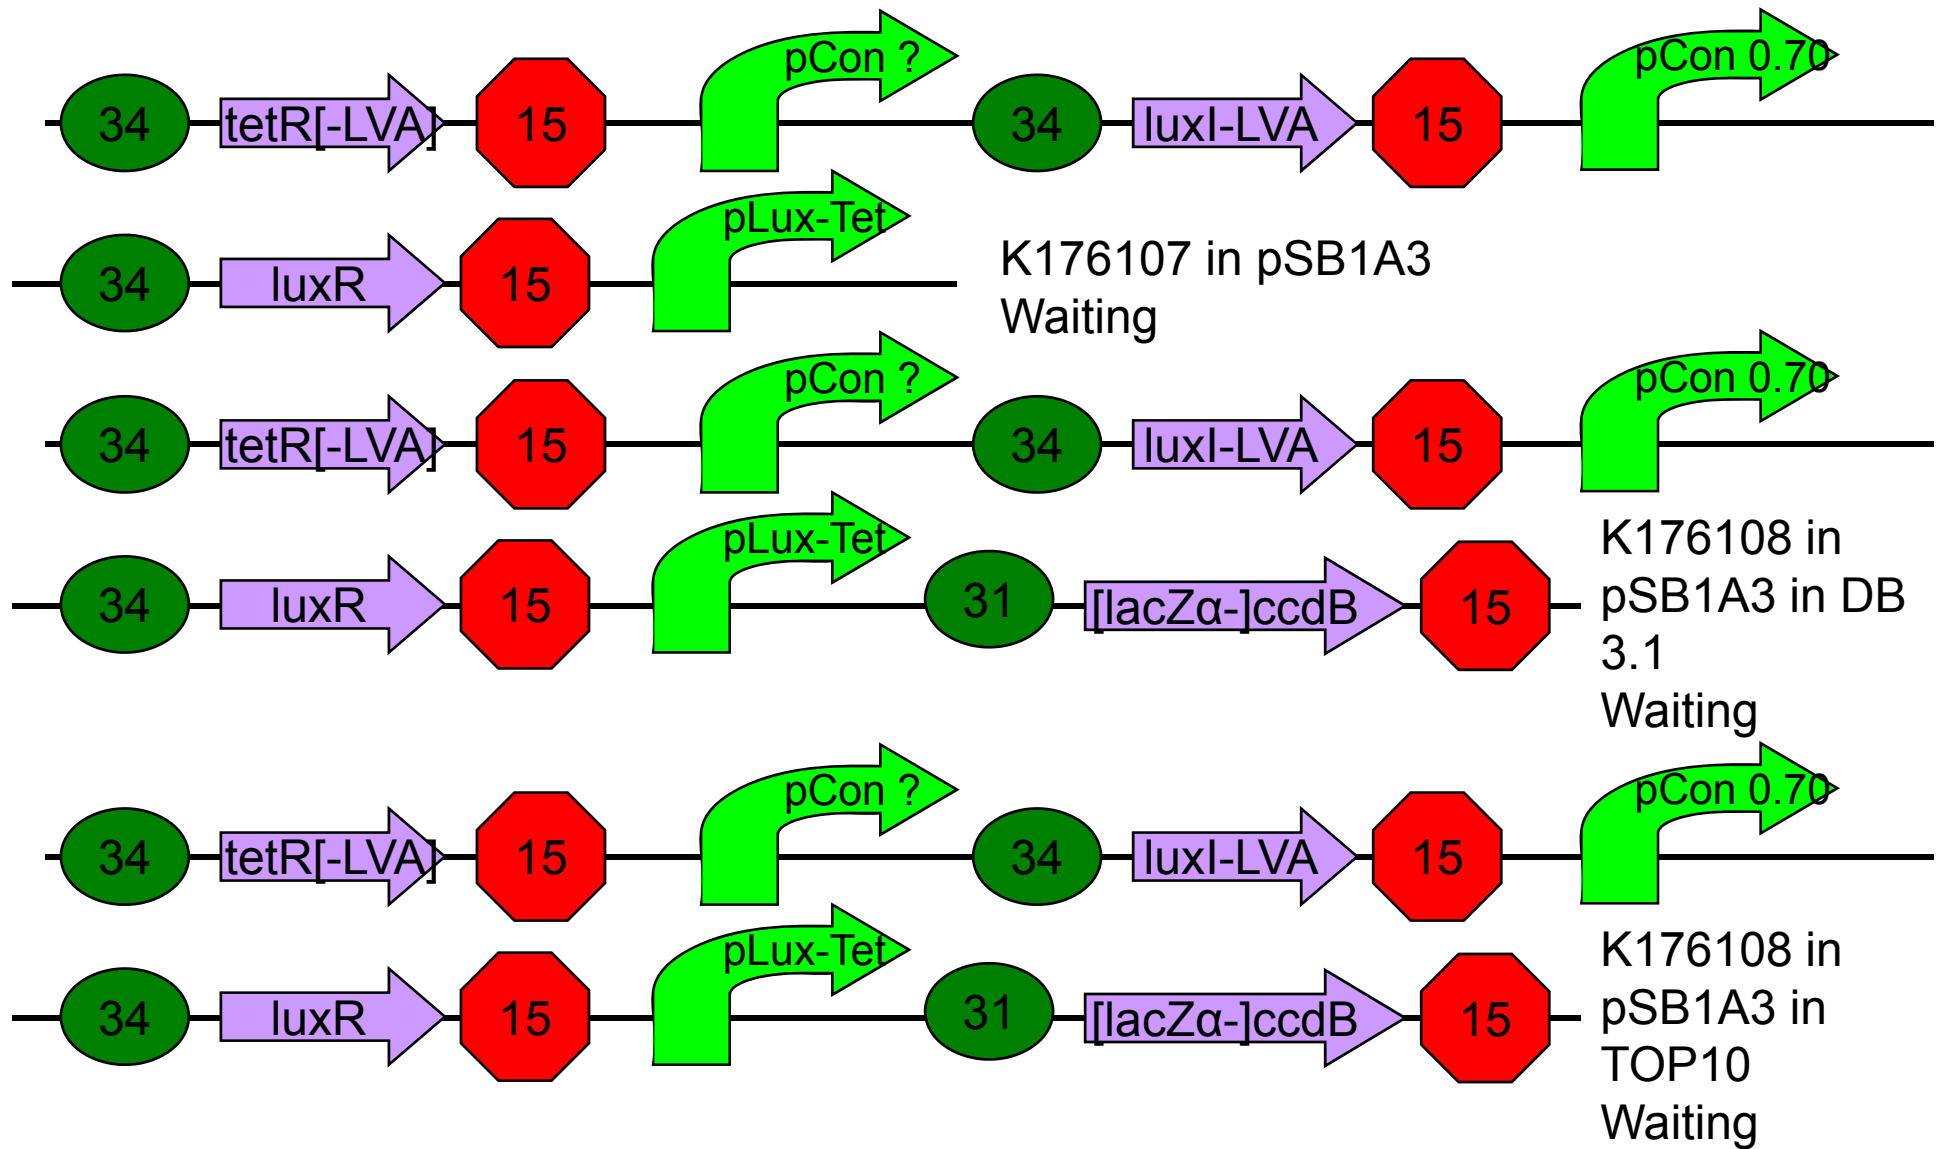 34 tetR[-LVA] 15 pCon ? 34 luxI-LVA 15 pCon 0.70
34 luxR 15 pLux-Tet
K176107 in pSB1A3
Waiting
34 tetR[-LVA] 15 pCon ? 34 luxI-LVA 15 pCon 0.70
34 luxR 15 pLux-Tet 31 [lacZα-]ccdB 15
K176108 in
pSB1A3 in DB
3.1
Waiting
34 tetR[-LVA] 15 pCon ? 34 luxI-LVA 15 pCon 0.70
34 luxR 15 pLux-Tet 31 [lacZα-]ccdB 15
K176108 in
pSB1A3 in
TOP10
Waiting